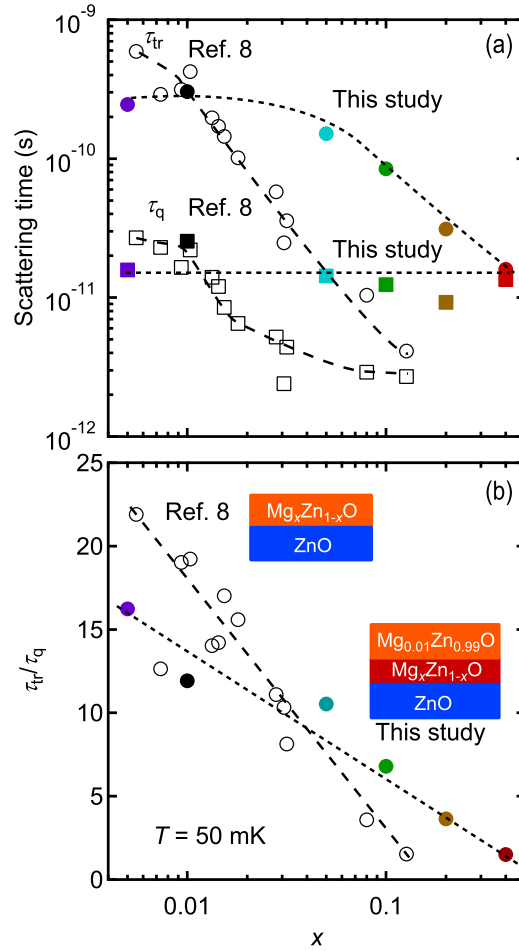 10⁻⁹
τtr
Ref. 8
(a)
This study
10⁻¹⁰
Scattering time (s)
τq
Ref. 8
This study
10⁻¹¹
10⁻¹²
25
Ref. 8
MgxZn1-xO
ZnO
(b)
20
15
τtr/τq
Mg0.01Zn0.99O
MgxZn1-xO
ZnO
This study
10
5
T = 50 mK
0
0.01
0.1
x